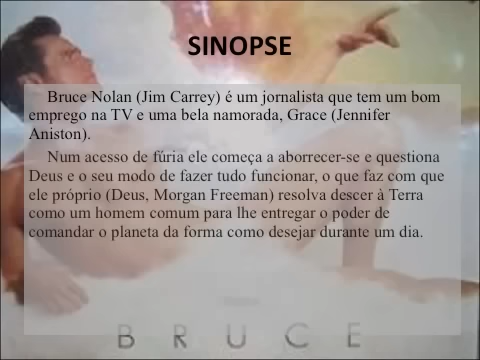 SINOPSE
Bruce Nolan (Jim Carrey) é um jornalista que tem um bom
emprego na TV e uma bela namorada, Grace (Jennifer
Aniston).
Num acesso de fúria ele começa a aborrecer-se e questiona
Deus e o seu modo de fazer tudo funcionar, o que faz com que
ele próprio (Deus, Morgan Freeman) resolva descer à Terra
como um homem comum para lhe entregar o poder de
comandar o planeta da forma como desejar durante um dia.
BRUCE